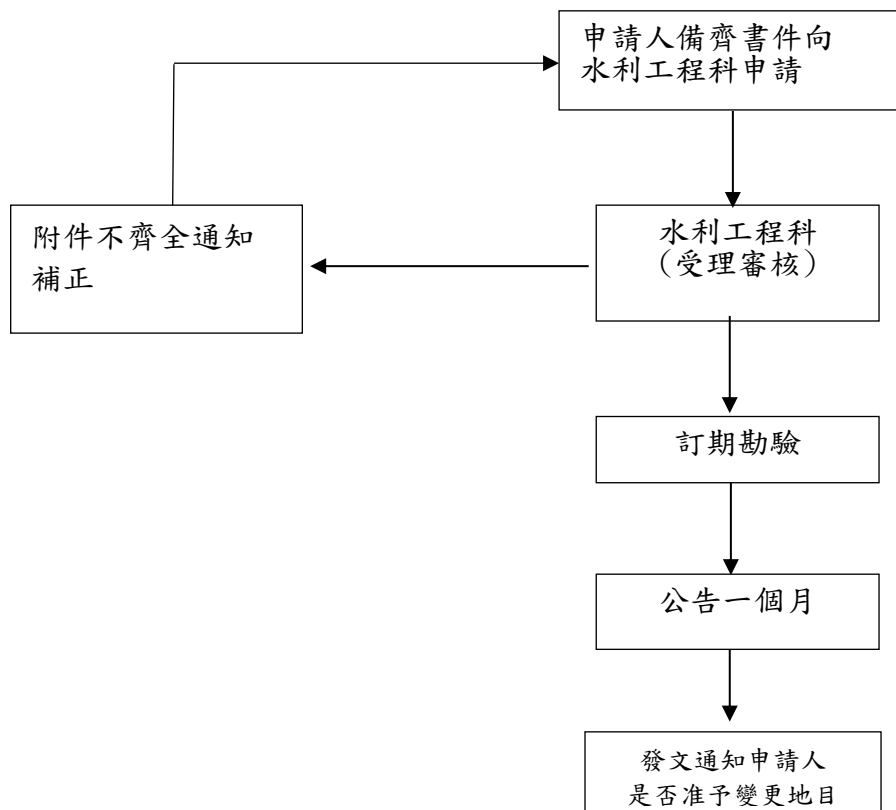 申請人備齊書件向
水利工程科申請
附件不齊全通知
補正
水利工程科
（受理審核）
訂期勘驗
公告一個月
發文通知申請人
是否准予變更地目